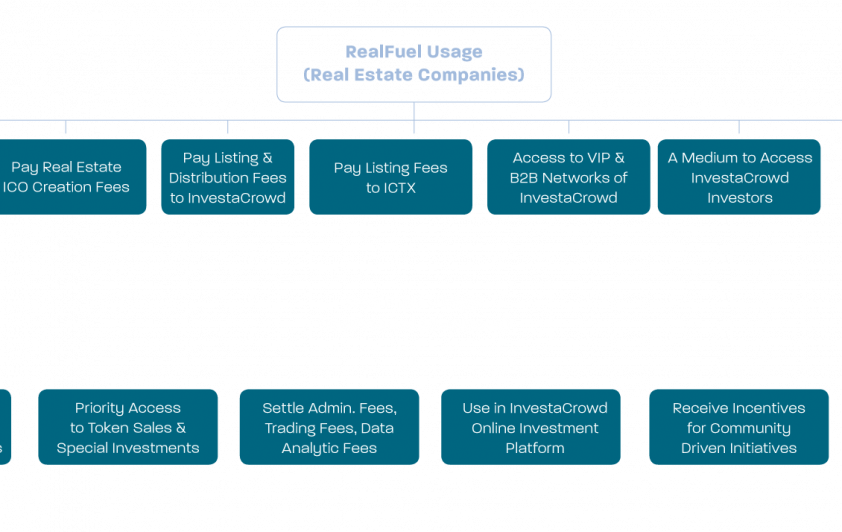 RealFuel Usage
(Real Estate Companies)
Pay Real Estate
ICO Creation Fees
Pay Listing &
Distribution Fees
to InvestaCrowd
Pay Listing Fees
to ICTX
Access to VIP &
B2B Networks of
InvestaCrowd
A Medium to Access
InvestaCrowd
Investors
s
Priority Access
to Token Sales &
Special Investments
Settle Admin. Fees,
Trading Fees, Data
Analytic Fees
Use in InvestaCrowd
Online Investment
Platform
Receive Incentives
for Community
Driven Initiatives